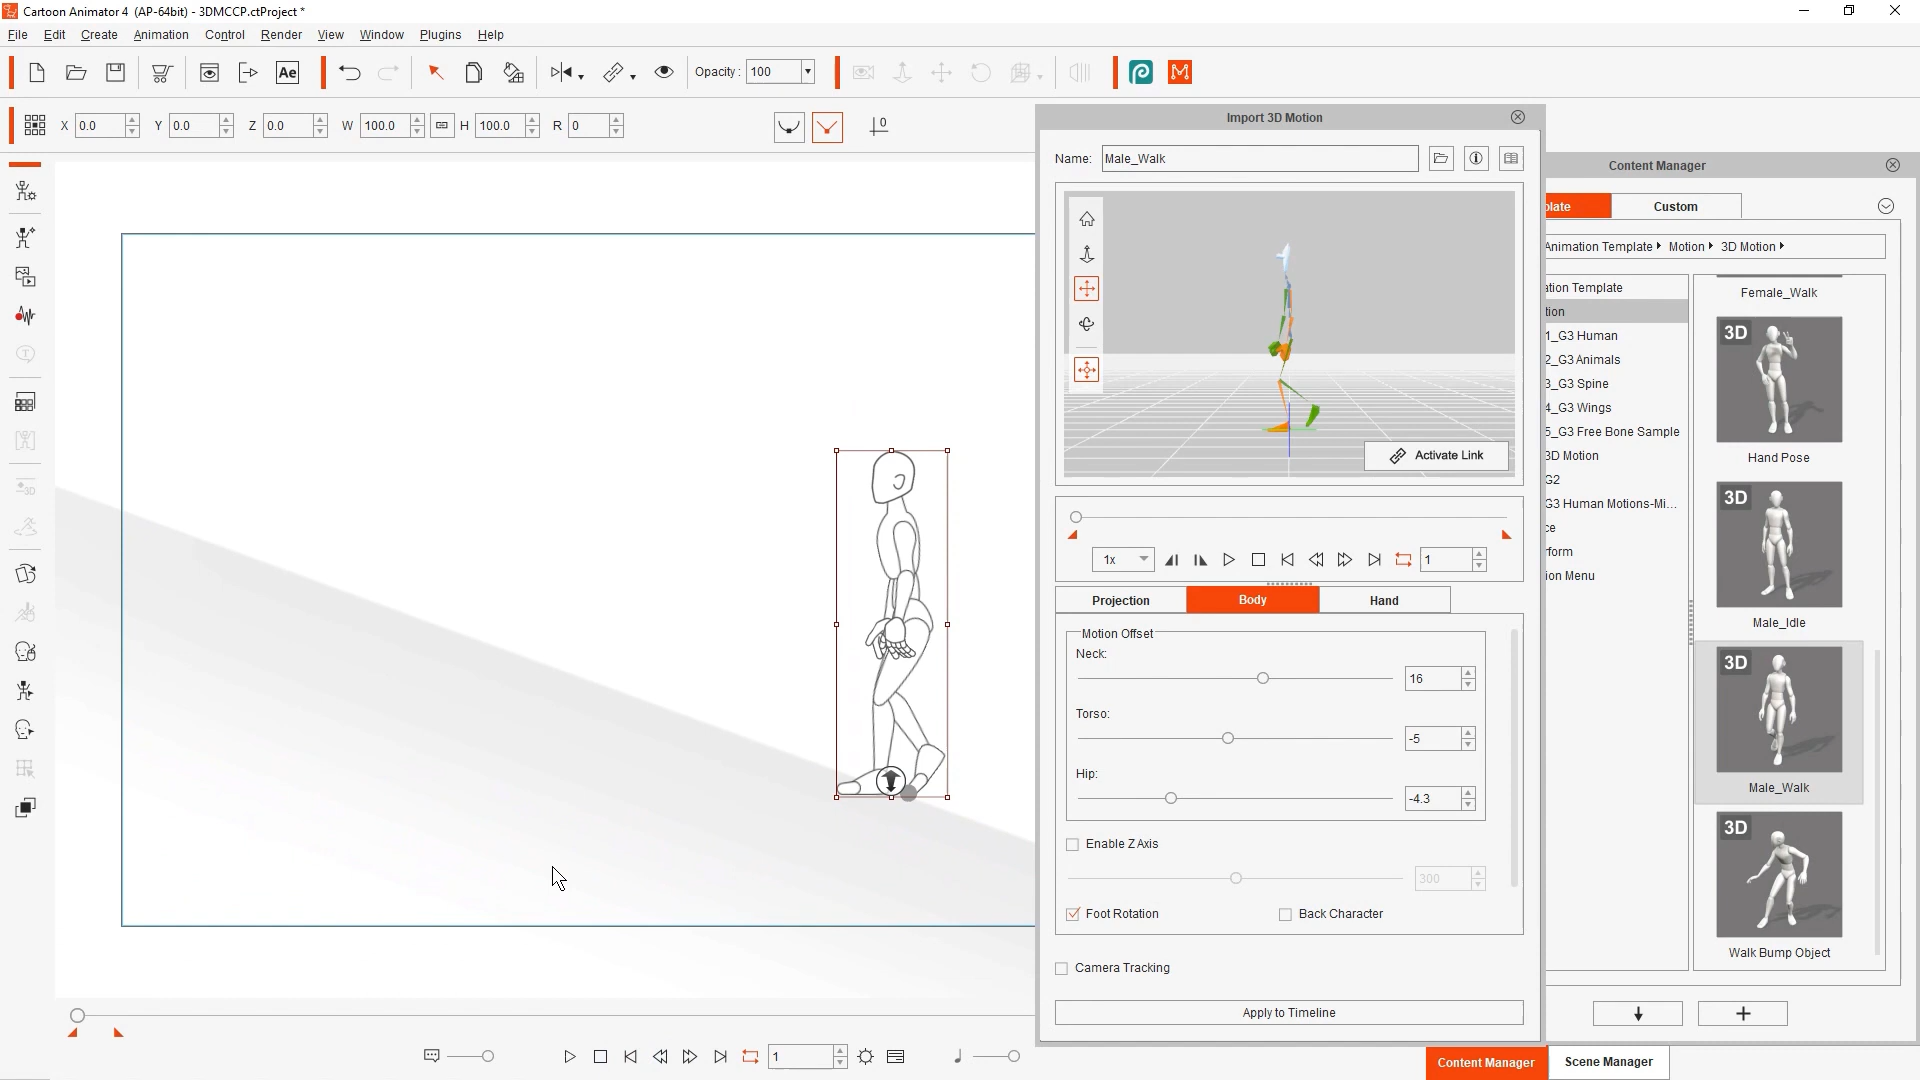 Cartoon Animator 4 (AP-64bit) - 3DMCCP.ctProject *
File Edit Create Animation Control Render View Window Plugins Help
Ae Opacity : 100
X 0.0 Y 0.0 Z 0.0 W 100.0 H 100.0 R 0
0
Import 3D Motion
Name: Male_Walk
Activate Link
1x 1
Projection Body Hand
Motion Offset
Neck:
16
Torso:
-5
Hip:
-4.3
Enable Z Axis
300
Foot Rotation Back Character
Camera Tracking
Apply to Timeline
Content Manager
plate Custom
Animation Template Motion 3D Motion
ation Template
tion
1_G3 Human
2_G3 Animals
3_G3 Spine
4_G3 Wings
5_G3 Free Bone Sample
3D Motion
G2
G3 Human Motions-Mi...
ce
rform
ion Menu
Female_Walk
3D
Hand Pose
3D
Male_Idle
3D
Male_Walk
3D
Walk Bump Object
1
Content Manager Scene Manager